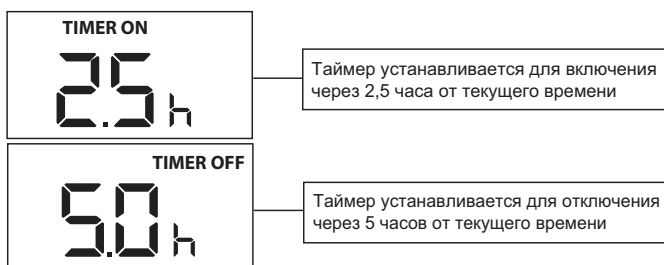 TIMER ON
2.5 h
Таймер устанавливается для включения
через 2,5 часа от текущего времени
TIMER OFF
5.0 h
Таймер устанавливается для отключения
через 5 часов от текущего времени